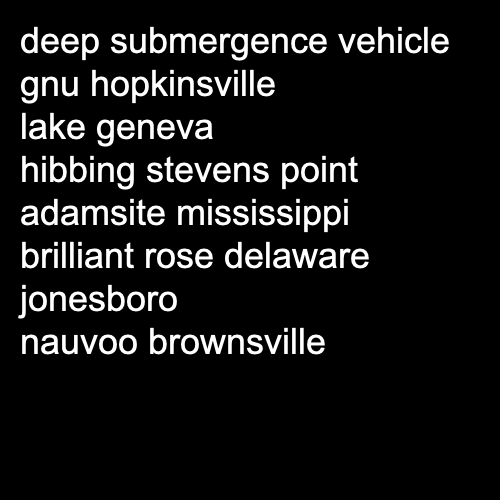 deep submergence vehicle
gnu hopkinsville
lake geneva
hibbing stevens point
adamsite mississippi
brilliant rose delaware
jonesboro
nauvoo brownsville